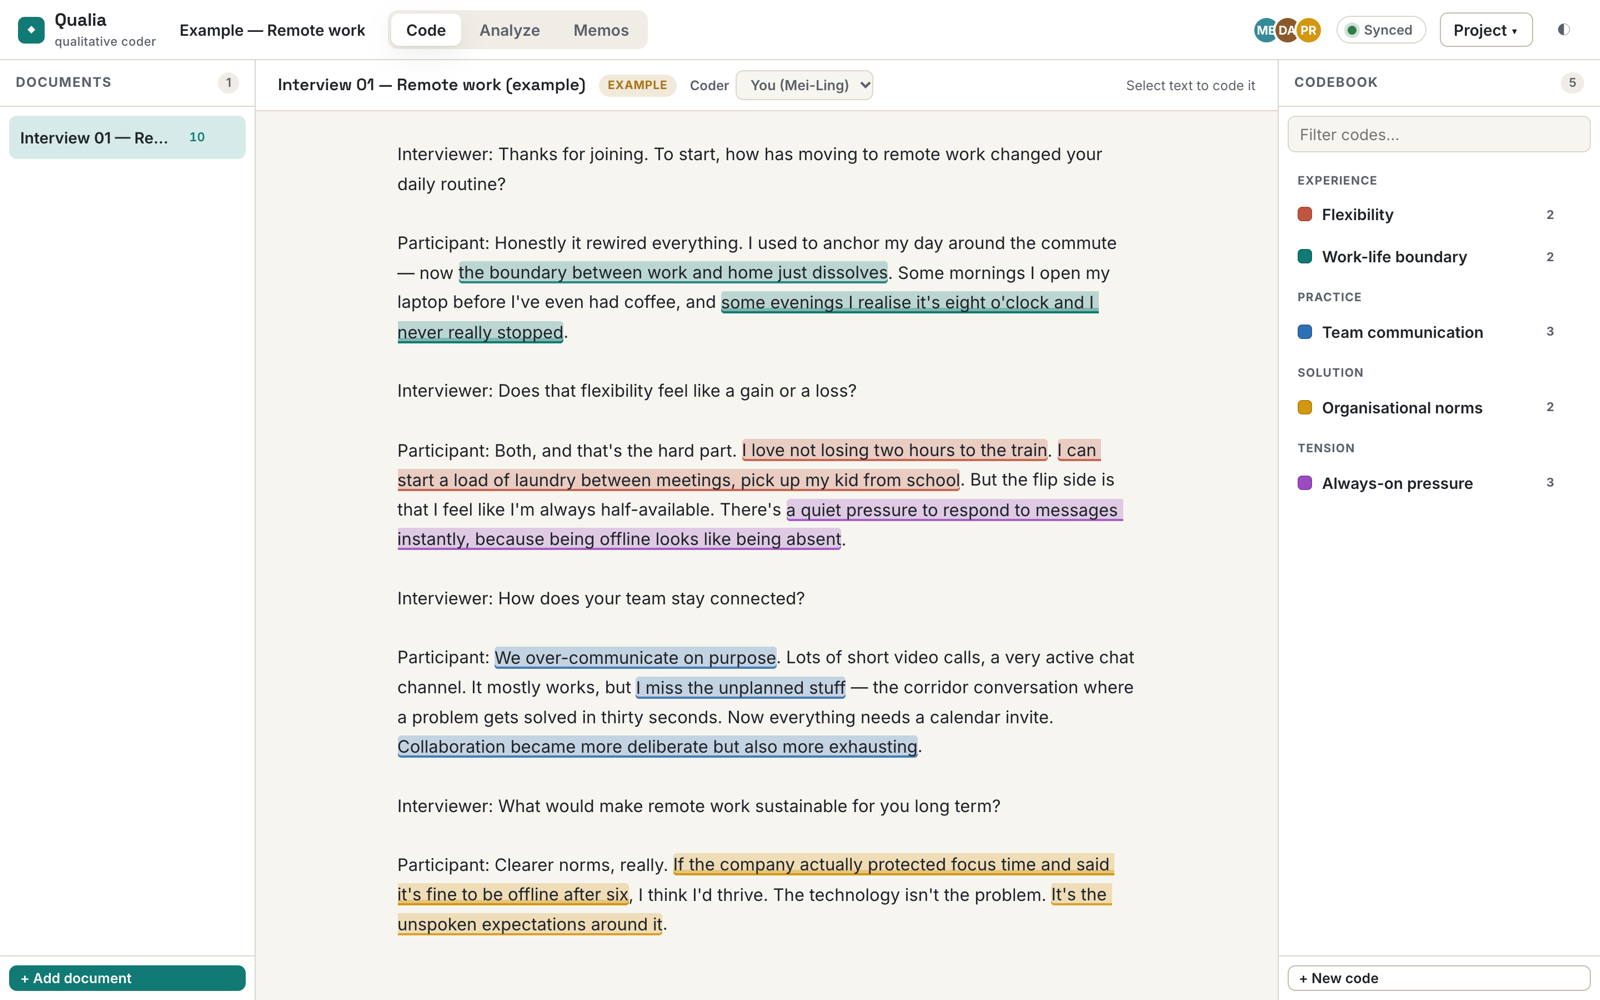 Qualia
qualitative coder
Example — Remote work
Code
Analyze
Memos
ME
DA
PR
Synced
Project ▾
DOCUMENTS
1
Interview 01 — Re...
10
+ Add document
Interview 01 — Remote work (example)
EXAMPLE
Coder
You (Mei-Ling)
Select text to code it
Interviewer: Thanks for joining. To start, how has moving to remote work changed your
daily routine?
Participant: Honestly it rewired everything. I used to anchor my day around the commute
— now the boundary between work and home just dissolves. Some mornings I open my
laptop before I've even had coffee, and some evenings I realise it's eight o'clock and I
never really stopped.
Interviewer: Does that flexibility feel like a gain or a loss?
Participant: Both, and that's the hard part. I love not losing two hours to the train. I can
start a load of laundry between meetings, pick up my kid from school. But the flip side is
that I feel like I'm always half-available. There's a quiet pressure to respond to messages
instantly, because being offline looks like being absent.
Interviewer: How does your team stay connected?
Participant: We over-communicate on purpose. Lots of short video calls, a very active chat
channel. It mostly works, but I miss the unplanned stuff — the corridor conversation where
a problem gets solved in thirty seconds. Now everything needs a calendar invite.
Collaboration became more deliberate but also more exhausting.
Interviewer: What would make remote work sustainable for you long term?
Participant: Clearer norms, really. If the company actually protected focus time and said
it's fine to be offline after six, I think I'd thrive. The technology isn't the problem. It's the
unspoken expectations around it.
CODEBOOK
5
Filter codes...
EXPERIENCE
Flexibility
2
Work-life boundary
2
PRACTICE
Team communication
3
SOLUTION
Organisational norms
2
TENSION
Always-on pressure
3
+ New code